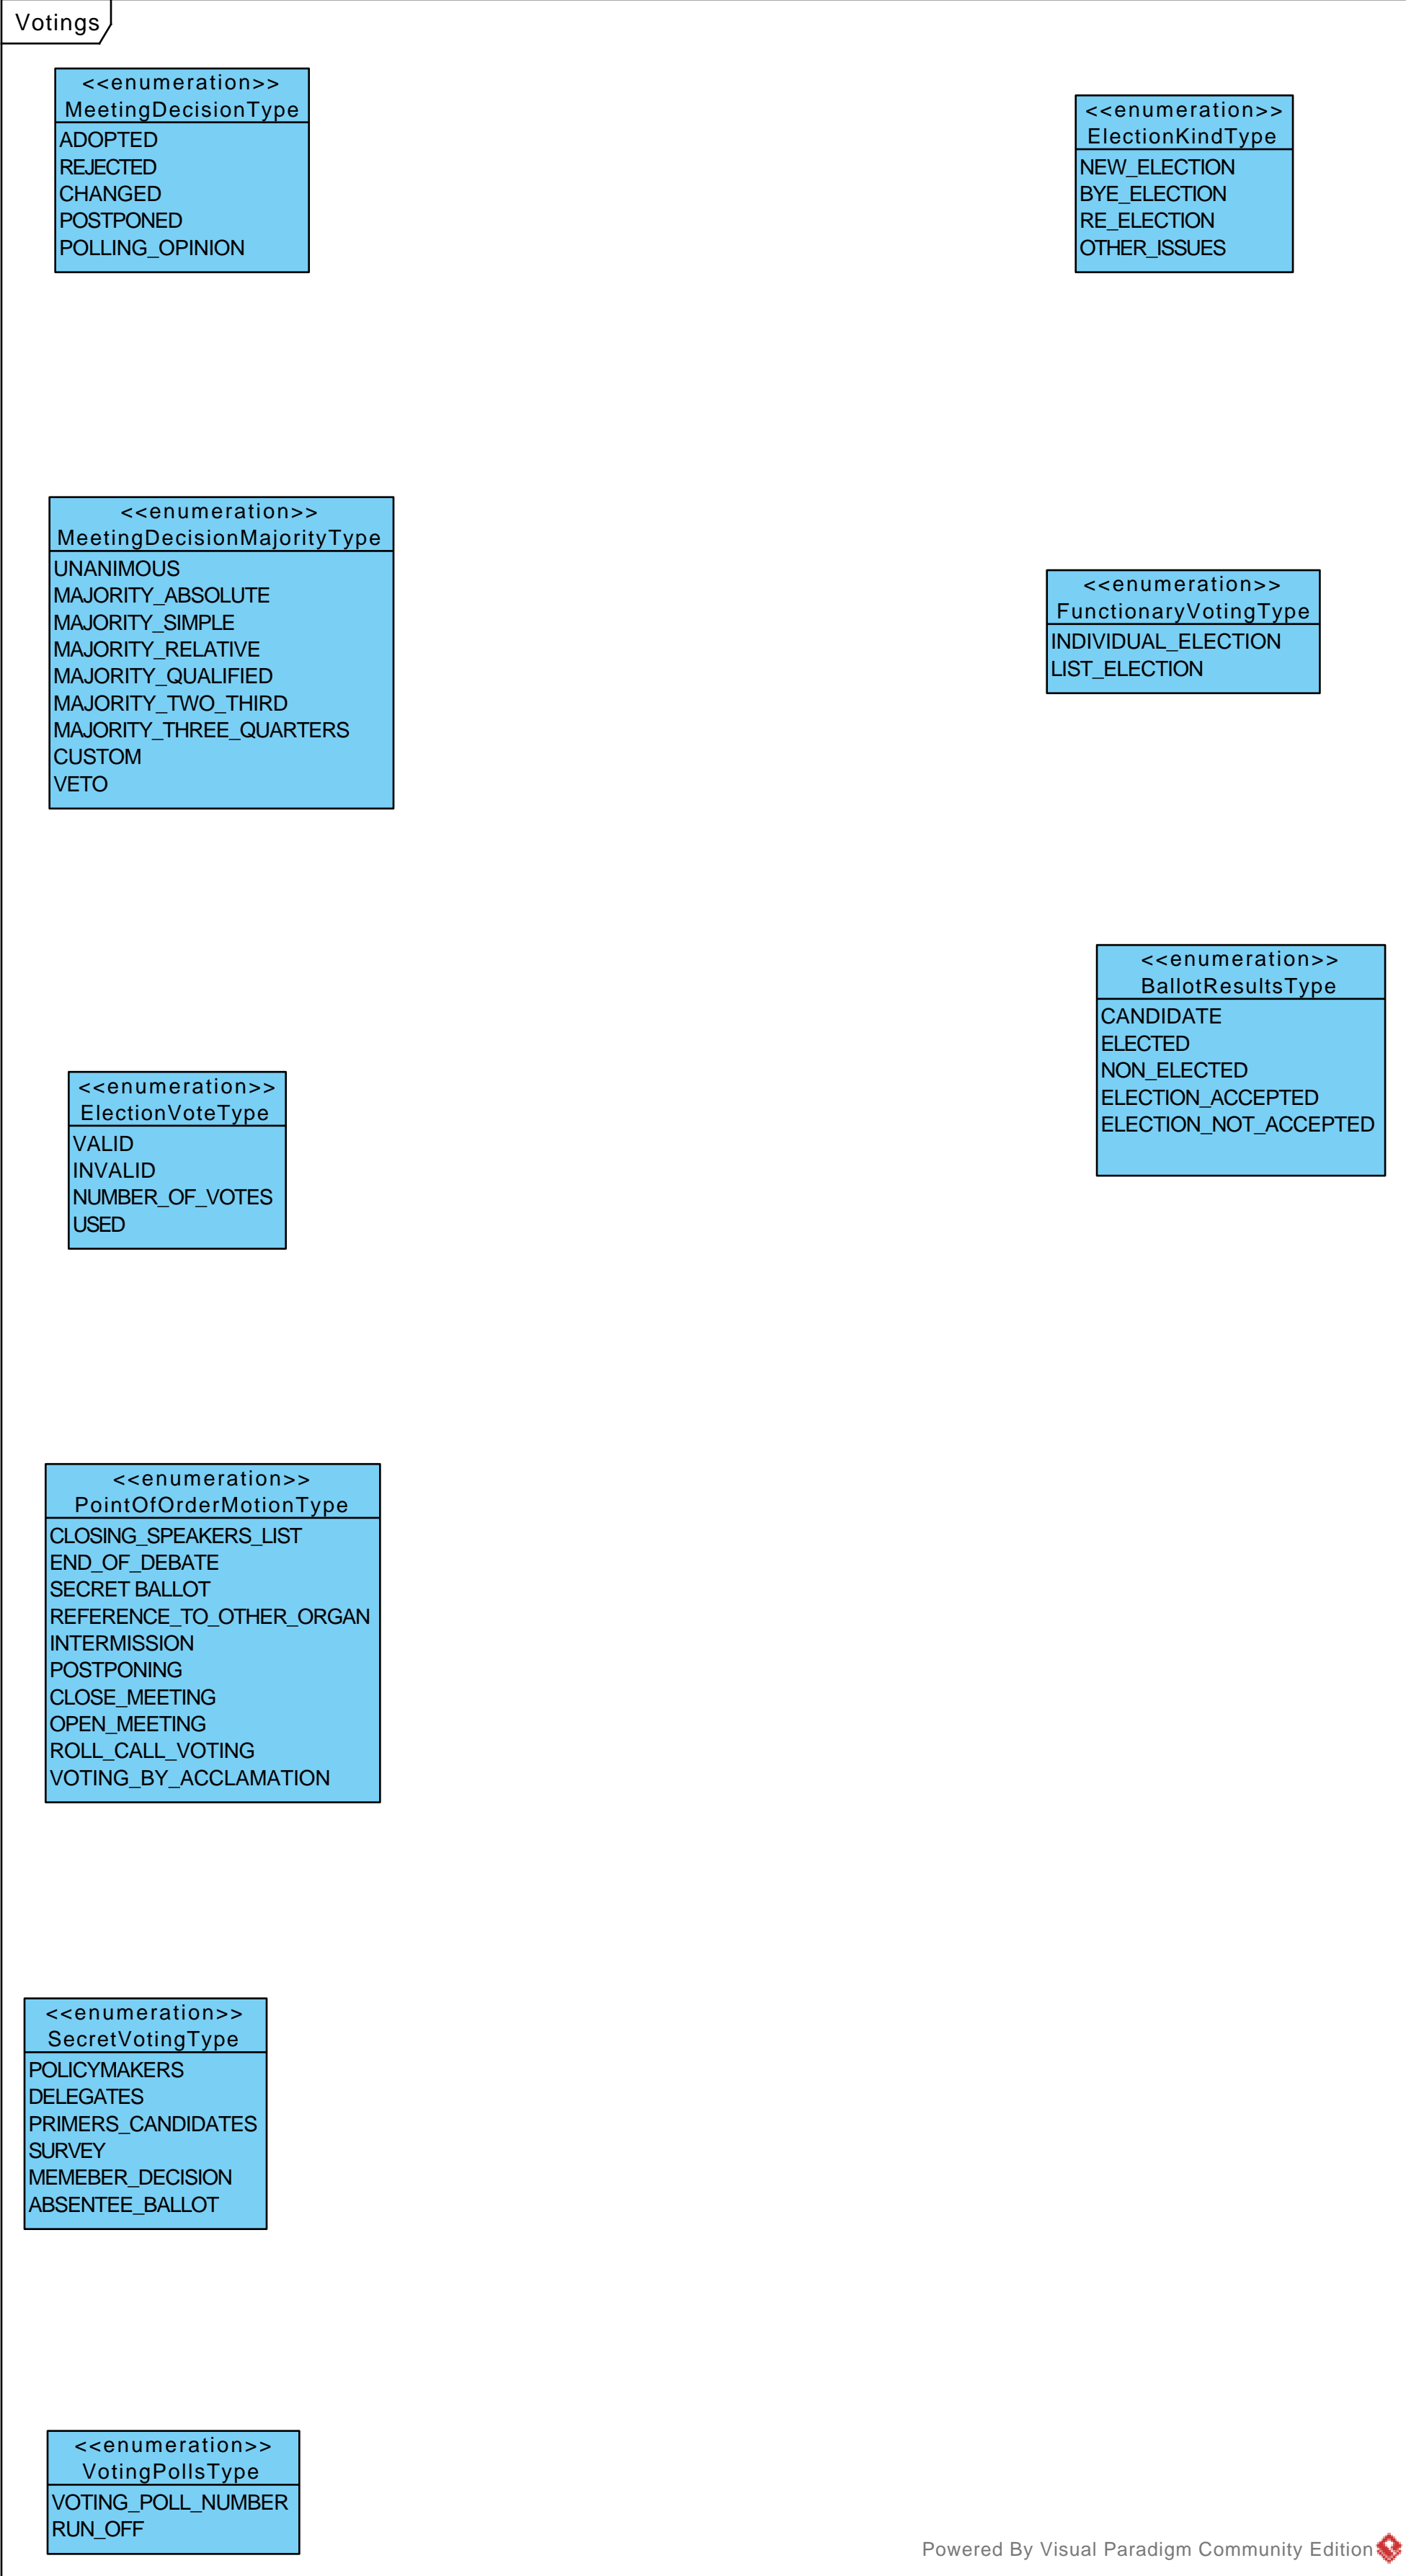 Votings
<<enumeration>>
MeetingDecisionType
ADOPTED
REJECTED
CHANGED
POSTPONED
POLLING_OPINION
<<enumeration>>
ElectionKindType
NEW_ELECTION
BYE_ELECTION
RE_ELECTION
OTHER_ISSUES
<<enumeration>>
MeetingDecisionMajorityType
UNANIMOUS
MAJORITY_ABSOLUTE
MAJORITY_SIMPLE
MAJORITY_RELATIVE
MAJORITY_QUALIFIED
MAJORITY_TWO_THIRD
MAJORITY_THREE_QUARTERS
CUSTOM
VETO
<<enumeration>>
FunctionaryVotingType
INDIVIDUAL_ELECTION
LIST_ELECTION
<<enumeration>>
BallotResultsType
CANDIDATE
ELECTED
NON_ELECTED
ELECTION_ACCEPTED
ELECTION_NOT_ACCEPTED
<<enumeration>>
ElectionVoteType
VALID
INVALID
NUMBER_OF_VOTES
USED
<<enumeration>>
PointOfOrderMotionType
CLOSING_SPEAKERS_LIST
END_OF_DEBATE
SECRET BALLOT
REFERENCE_TO_OTHER_ORGAN
INTERMISSION
POSTPONING
CLOSE_MEETING
OPEN_MEETING
ROLL_CALL_VOTING
VOTING_BY_ACCLAMATION
<<enumeration>>
SecretVotingType
POLICYMAKERS
DELEGATES
PRIMERS_CANDIDATES
SURVEY
MEMEBER_DECISION
ABSENTEE_BALLOT
<<enumeration>>
VotingPollsType
VOTING_POLL_NUMBER
RUN_OFF
Powered By Visual Paradigm Community Edition